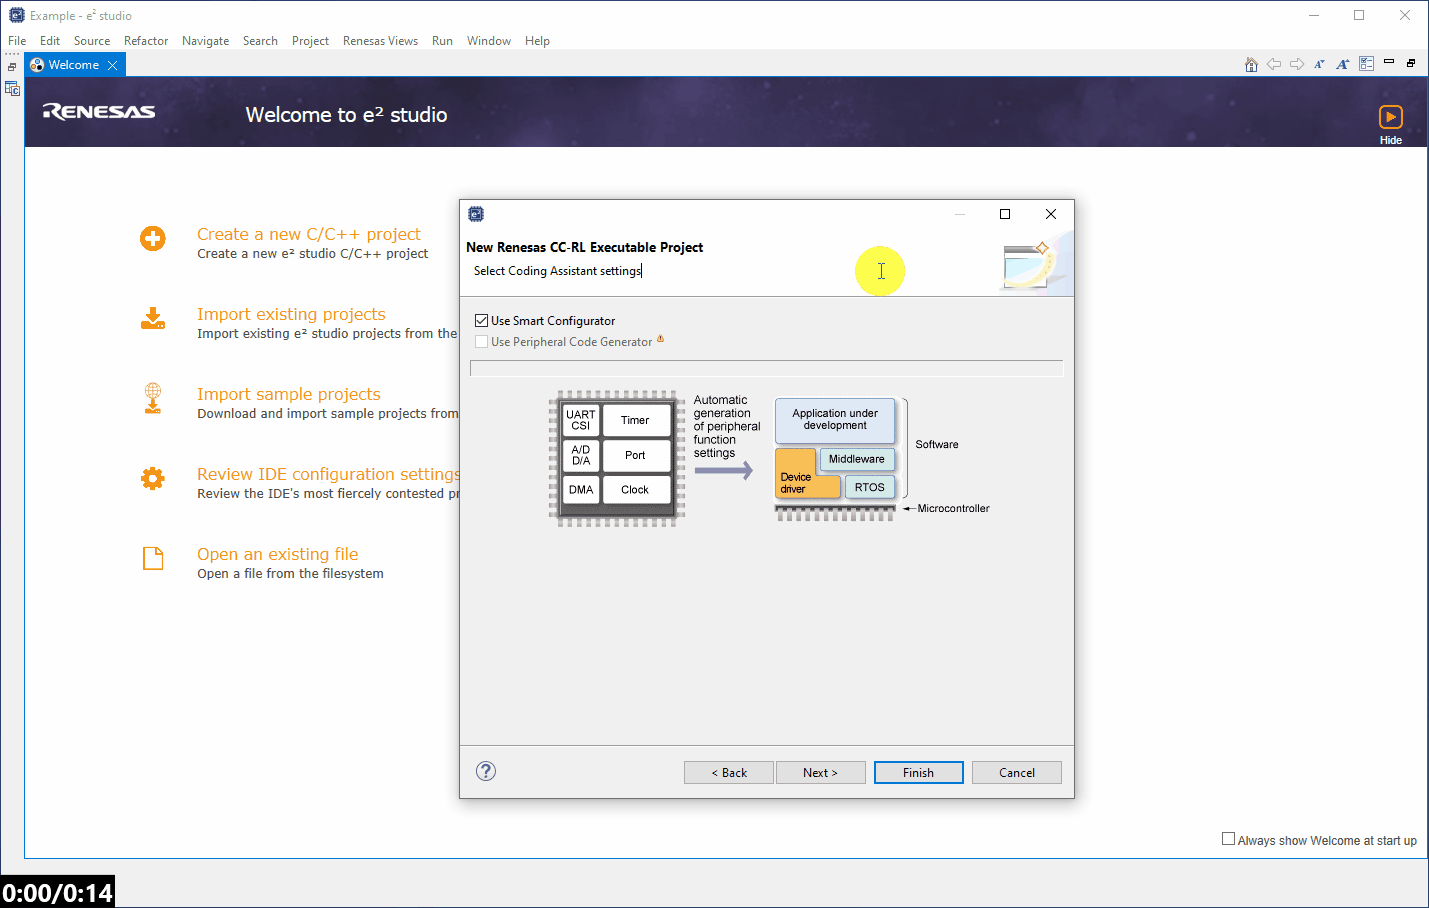 Example - e² studio
File Edit Source Refactor Navigate Search Project Renesas Views Run Window Help
Welcome
RENESAS
Welcome to e² studio
Hide
Create a new C/C++ project
Create a new e² studio C/C++ project
Import existing projects
Import existing e² studio projects from the
Import sample projects
Download and import sample projects from
Review IDE configuration settings
Review the IDE's most fiercely contested pr
Open an existing file
Open a file from the filesystem
New Renesas CC-RL Executable Project
Select Coding Assistant settings
Use Smart Configurator
Use Peripheral Code Generator
UART
CSI
Timer
A/D
D/A
Port
DMA
Clock
Automatic
generation
of peripheral
function
settings
Application under
development
Middleware
Device
driver
RTOS
Software
Microcontroller
< Back
Next >
Finish
Cancel
Always show Welcome at start up
0:00/0:14